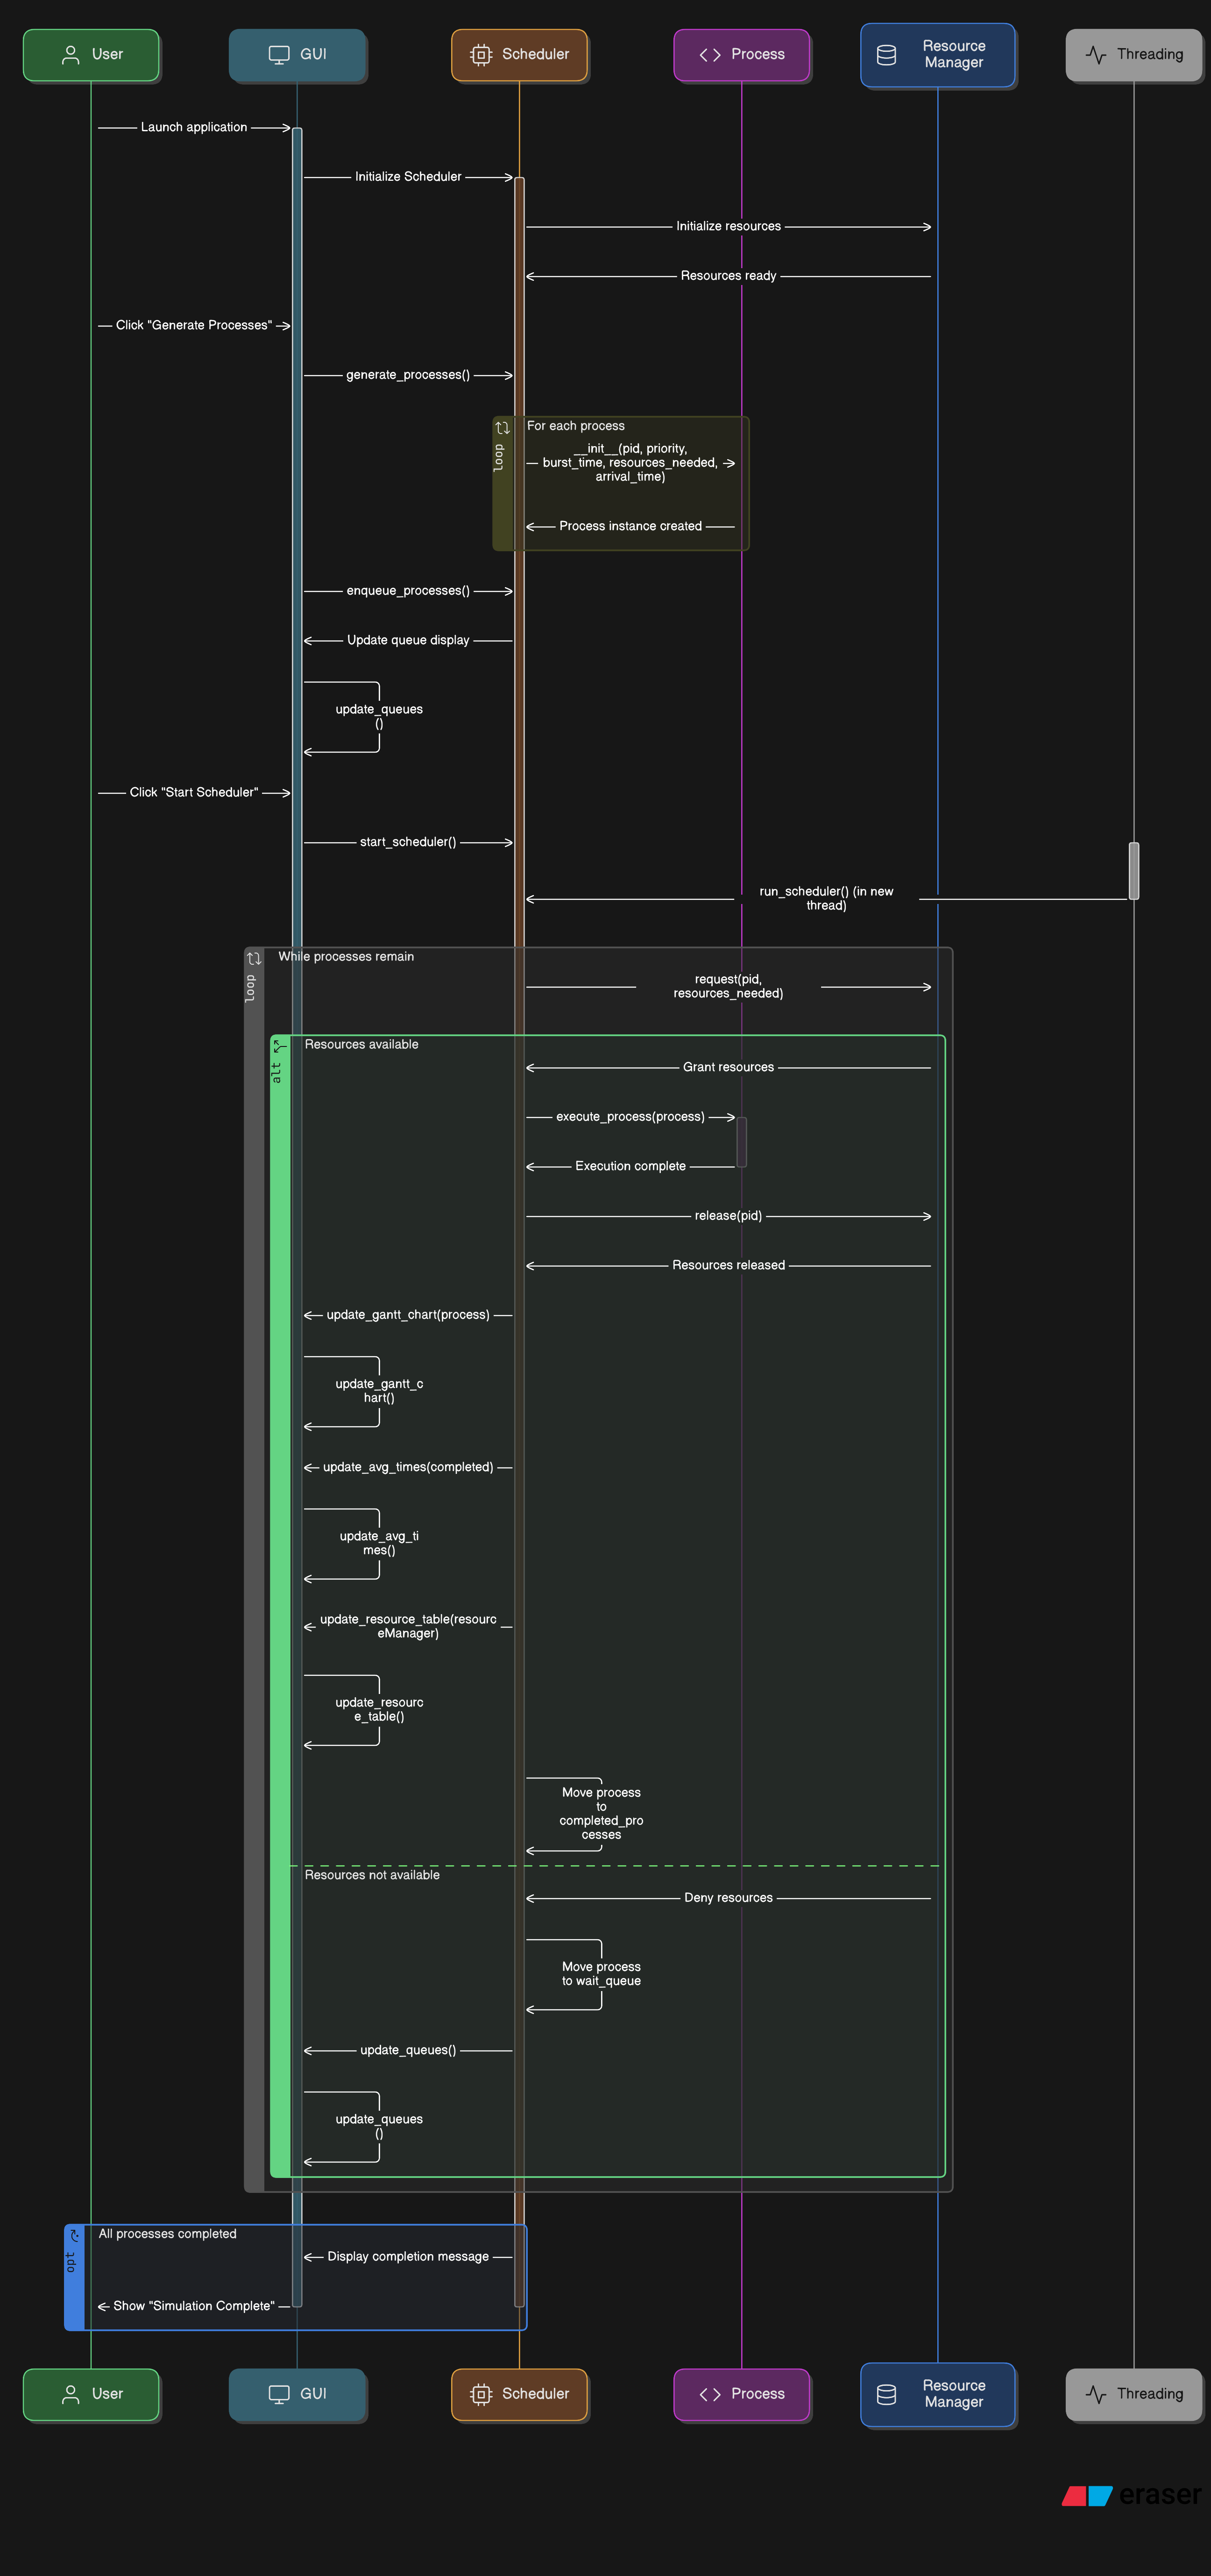 User
GUI
Scheduler
Process
Resource
Manager
Threading
Launch application
Initialize Scheduler
Initialize resources
Resources ready
Click "Generate Processes"
generate_processes()
loop
For each process
__init__(pid, priority,
burst_time, resources_needed,
arrival_time)
Process instance created
enqueue_processes()
Update queue display
update_queues
()
Click "Start Scheduler"
start_scheduler()
run_scheduler() (in new
thread)
loop
While processes remain
request(pid,
resources_needed)
alt
Resources available
Grant resources
execute_process(process)
Execution complete
release(pid)
Resources released
update_gantt_chart(process)
update_gantt_c
hart()
update_avg_times(completed)
update_avg_ti
mes()
update_resource_table(resourc
eManager)
update_resourc
e_table()
Move process
to
completed_pro
cesses
Resources not available
Deny resources
Move process
to wait_queue
update_queues()
update_queues
()
opt
All processes completed
Display completion message
Show "Simulation Complete"
User
GUI
Scheduler
Process
Resource
Manager
Threading
eraser